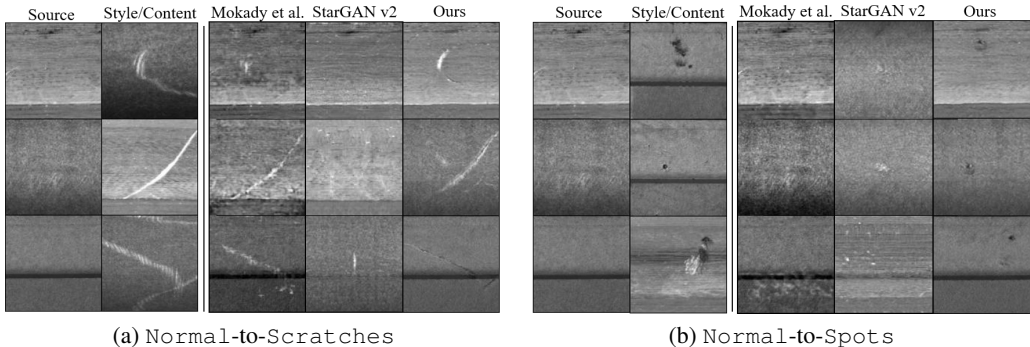 Source Style/Content Mokady et al. StarGAN v2 Ours
Source Style/Content Mokady et al. StarGAN v2 Ours
(a) Normal-to-Scratches
(b) Normal-to-Spots